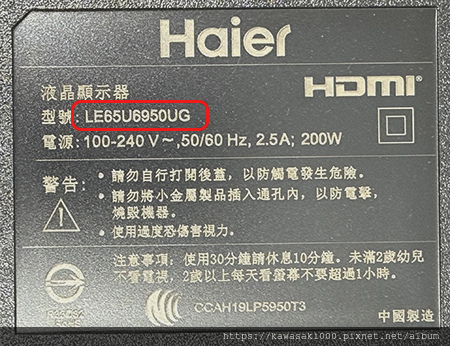 Haier
液晶顯示器
HDMI®
型號: LE65U6950UG
電源: 100-240 V～,50/60 Hz, 2.5A; 200W
警告:
• 請勿自行打開後蓋，以防觸電發生危險。
• 請勿將小金屬製品插入通孔內，以防電擊，
燒毀機器。
• 使用過度恐傷害視力。
注意事項: 使用30分鐘請休息10分鐘。未滿2歲幼兒
不看電視，2歲以上每天看螢幕不要超過1小時。
CCAH19LP5950T3
中國製造
https://kawasaki1000.pixnet.net/album